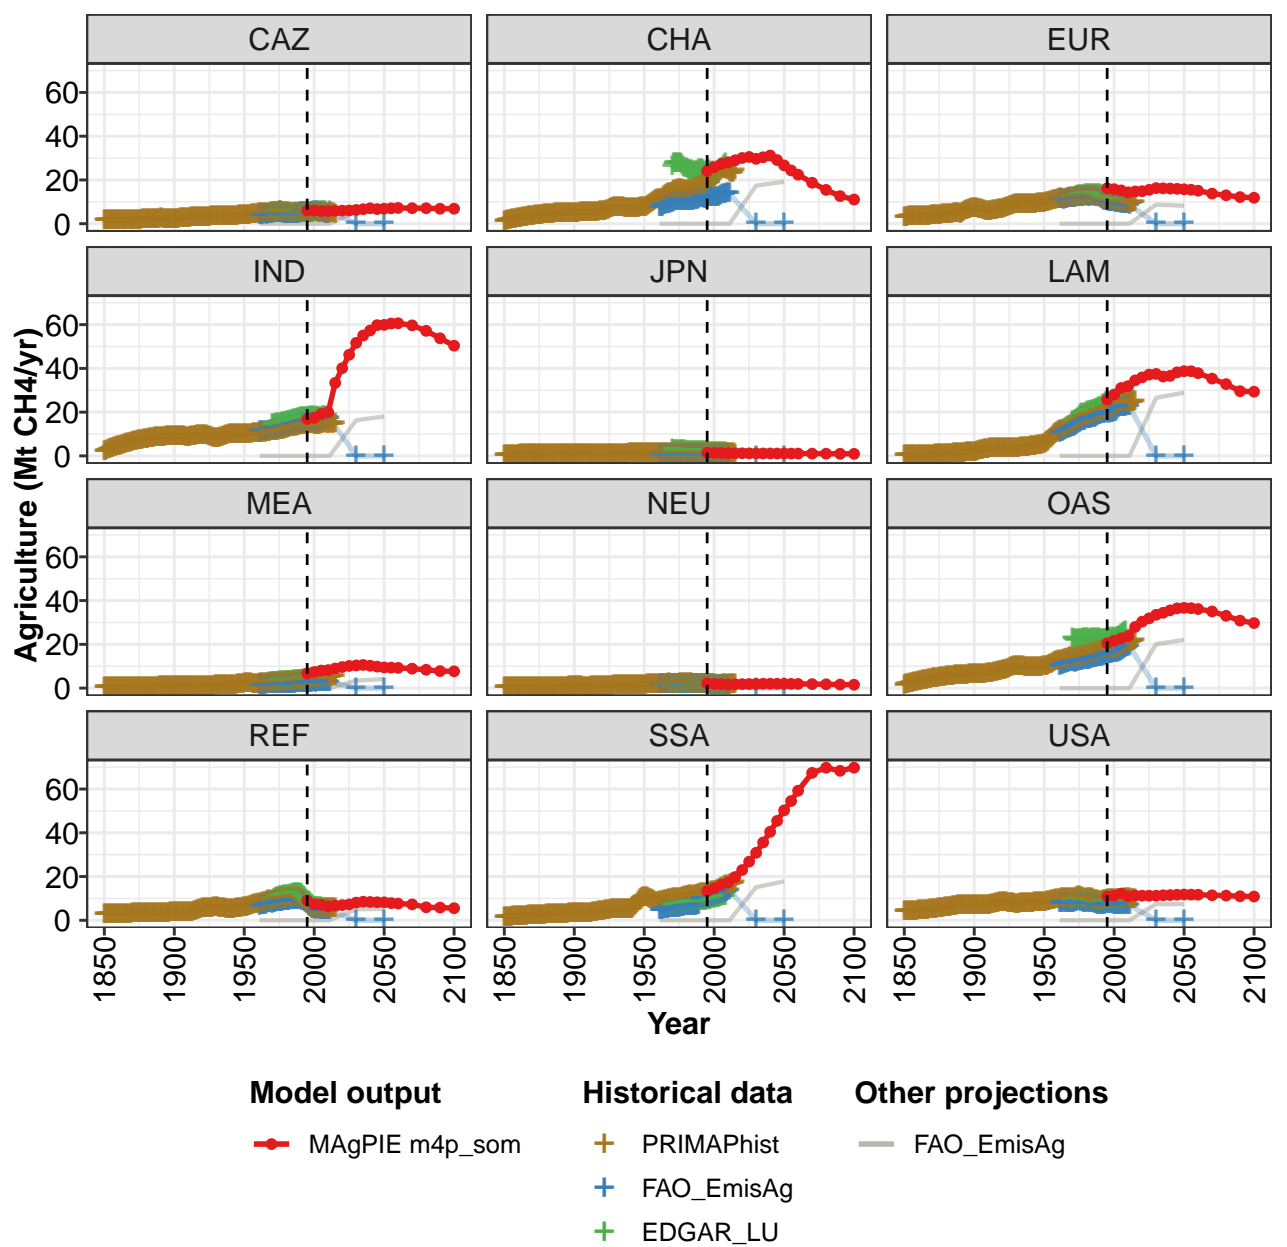 CAZ CHA EUR
60
40
20
0
IND JPN LAM
60
40
20
0
MEA NEU OAS
60
40
20
0
REF SSA USA
60
40
20
0
Agriculture (Mt CH4/yr)
1850 1900 1950 2000 2050 2100 1850 1900 1950 2000 2050 2100 1850 1900 1950 2000 2050 2100
Year
Model output Historical data Other projections
MAgPIE m4p_som PRIMAPhist FAO_EmisAg
FAO_EmisAg
EDGAR_LU